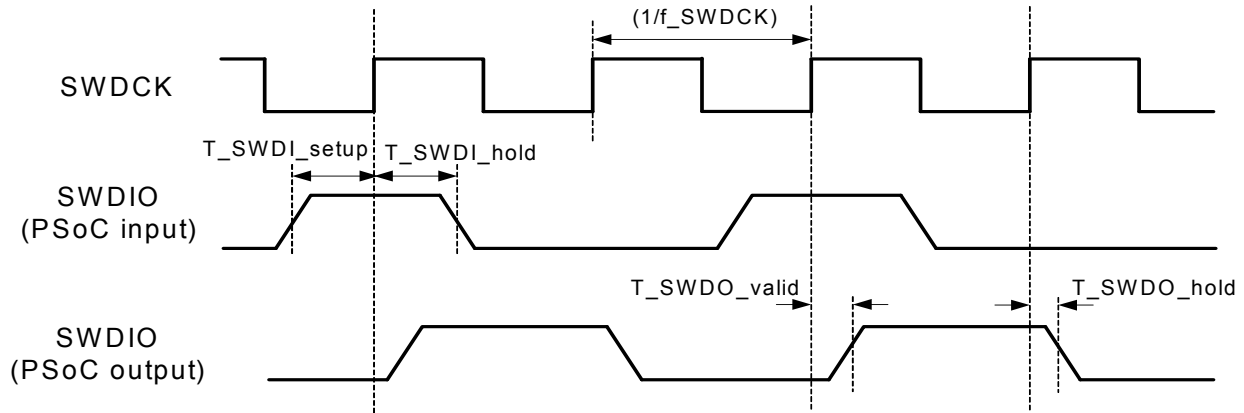 (1/f_SWDCK)
SWDCK
T_SWDI_setup
T_SWDI_hold
SWDIO
(PSoC input)
T_SWDO_valid
T_SWDO_hold
SWDIO
(PSoC output)